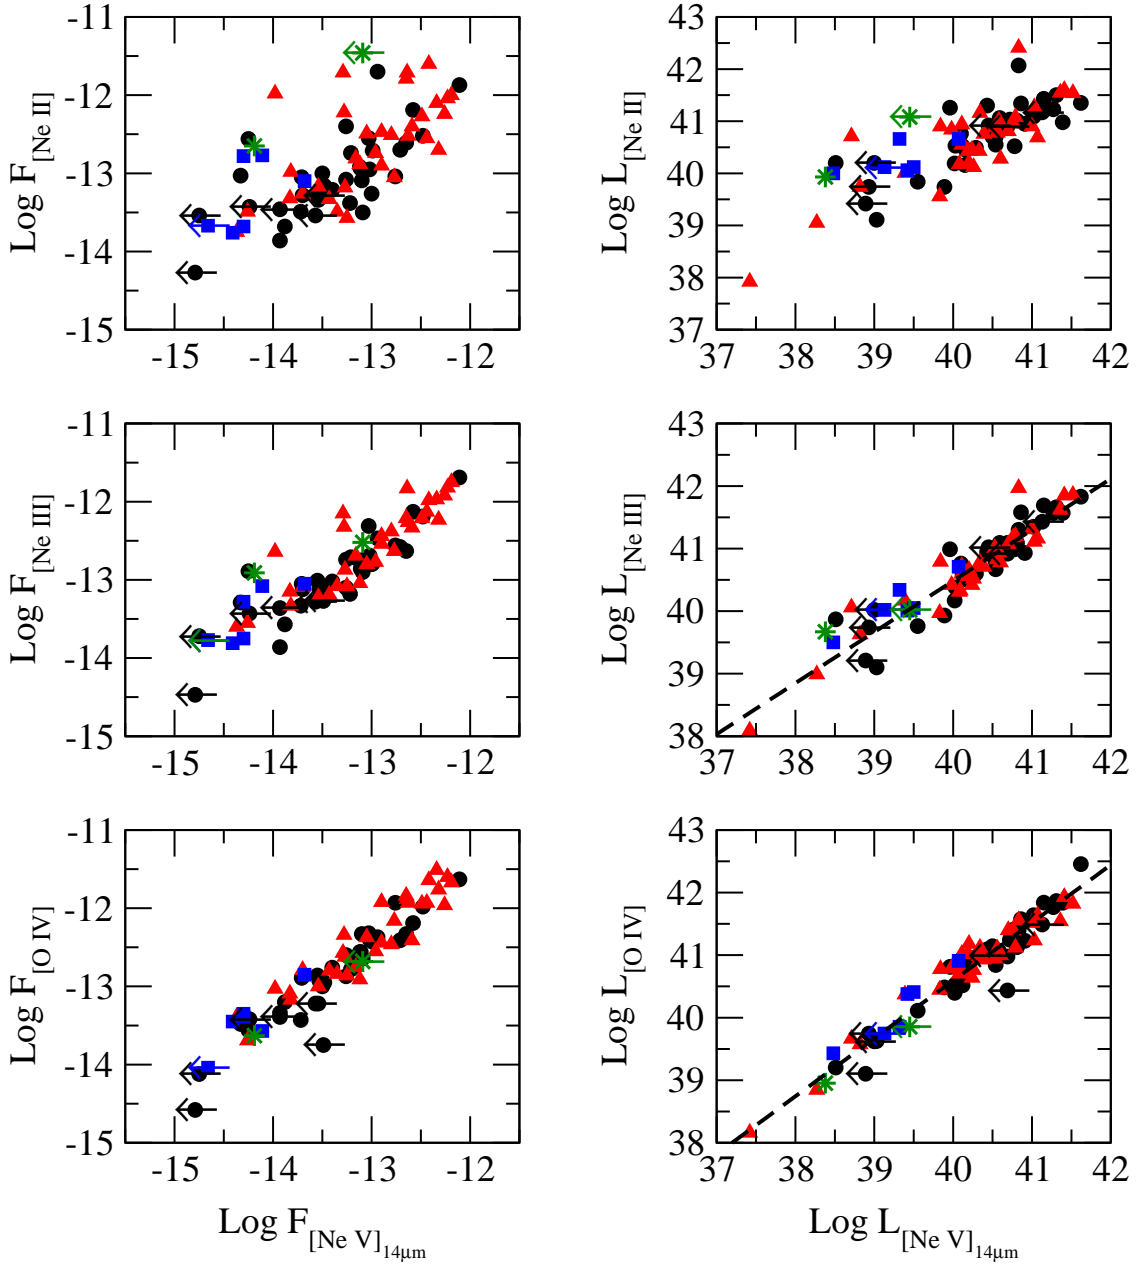 -11
-12
-13
-14
-15
Log F[Ne II]
-15 -14 -13 -12
43
42
41
40
39
38
37
Log L[Ne II]
37 38 39 40 41 42
-11
-12
-13
-14
-15
Log F[Ne III]
-15 -14 -13 -12
43
42
41
40
39
38
Log L[Ne III]
37 38 39 40 41 42
-11
-12
-13
-14
-15
Log F[O IV]
-15 -14 -13 -12
Log F[Ne V]14μm
43
42
41
40
39
38
Log L[O IV]
37 38 39 40 41 42
Log L[Ne V]14μm